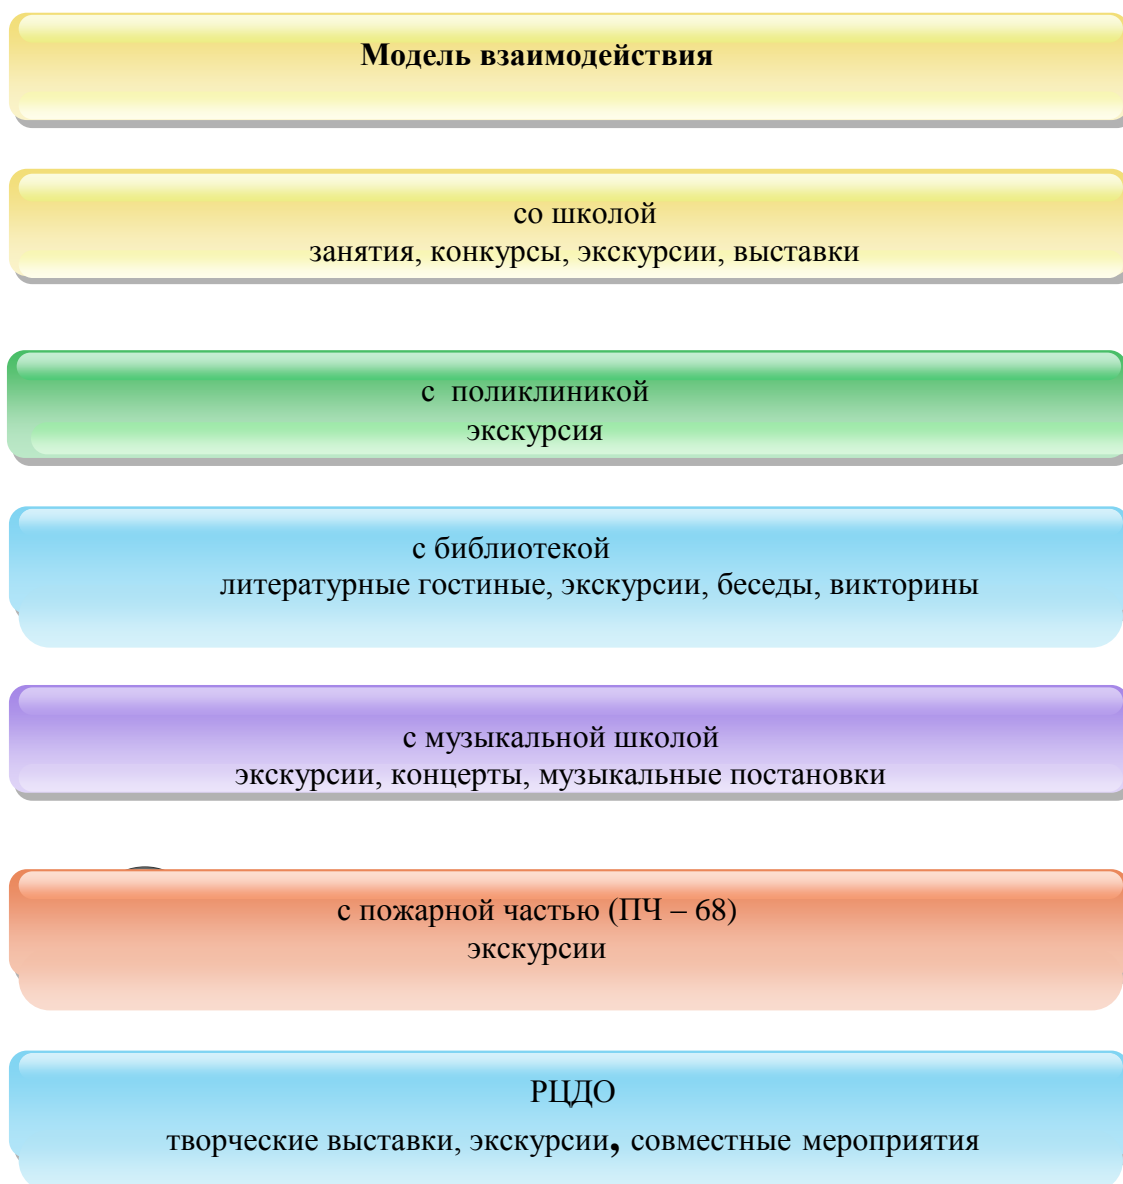 Модель взаимодействия
со школой
занятия, конкурсы, экскурсии, выставки
с поликлиникой
экскурсия
с библиотекой
литературные гостиные, экскурсии, беседы, викторины
с музыкальной школой
экскурсии, концерты, музыкальные постановки
с пожарной частью (ПЧ – 68)
экскурсии
РЦДО
творческие выставки, экскурсии, совместные мероприятия